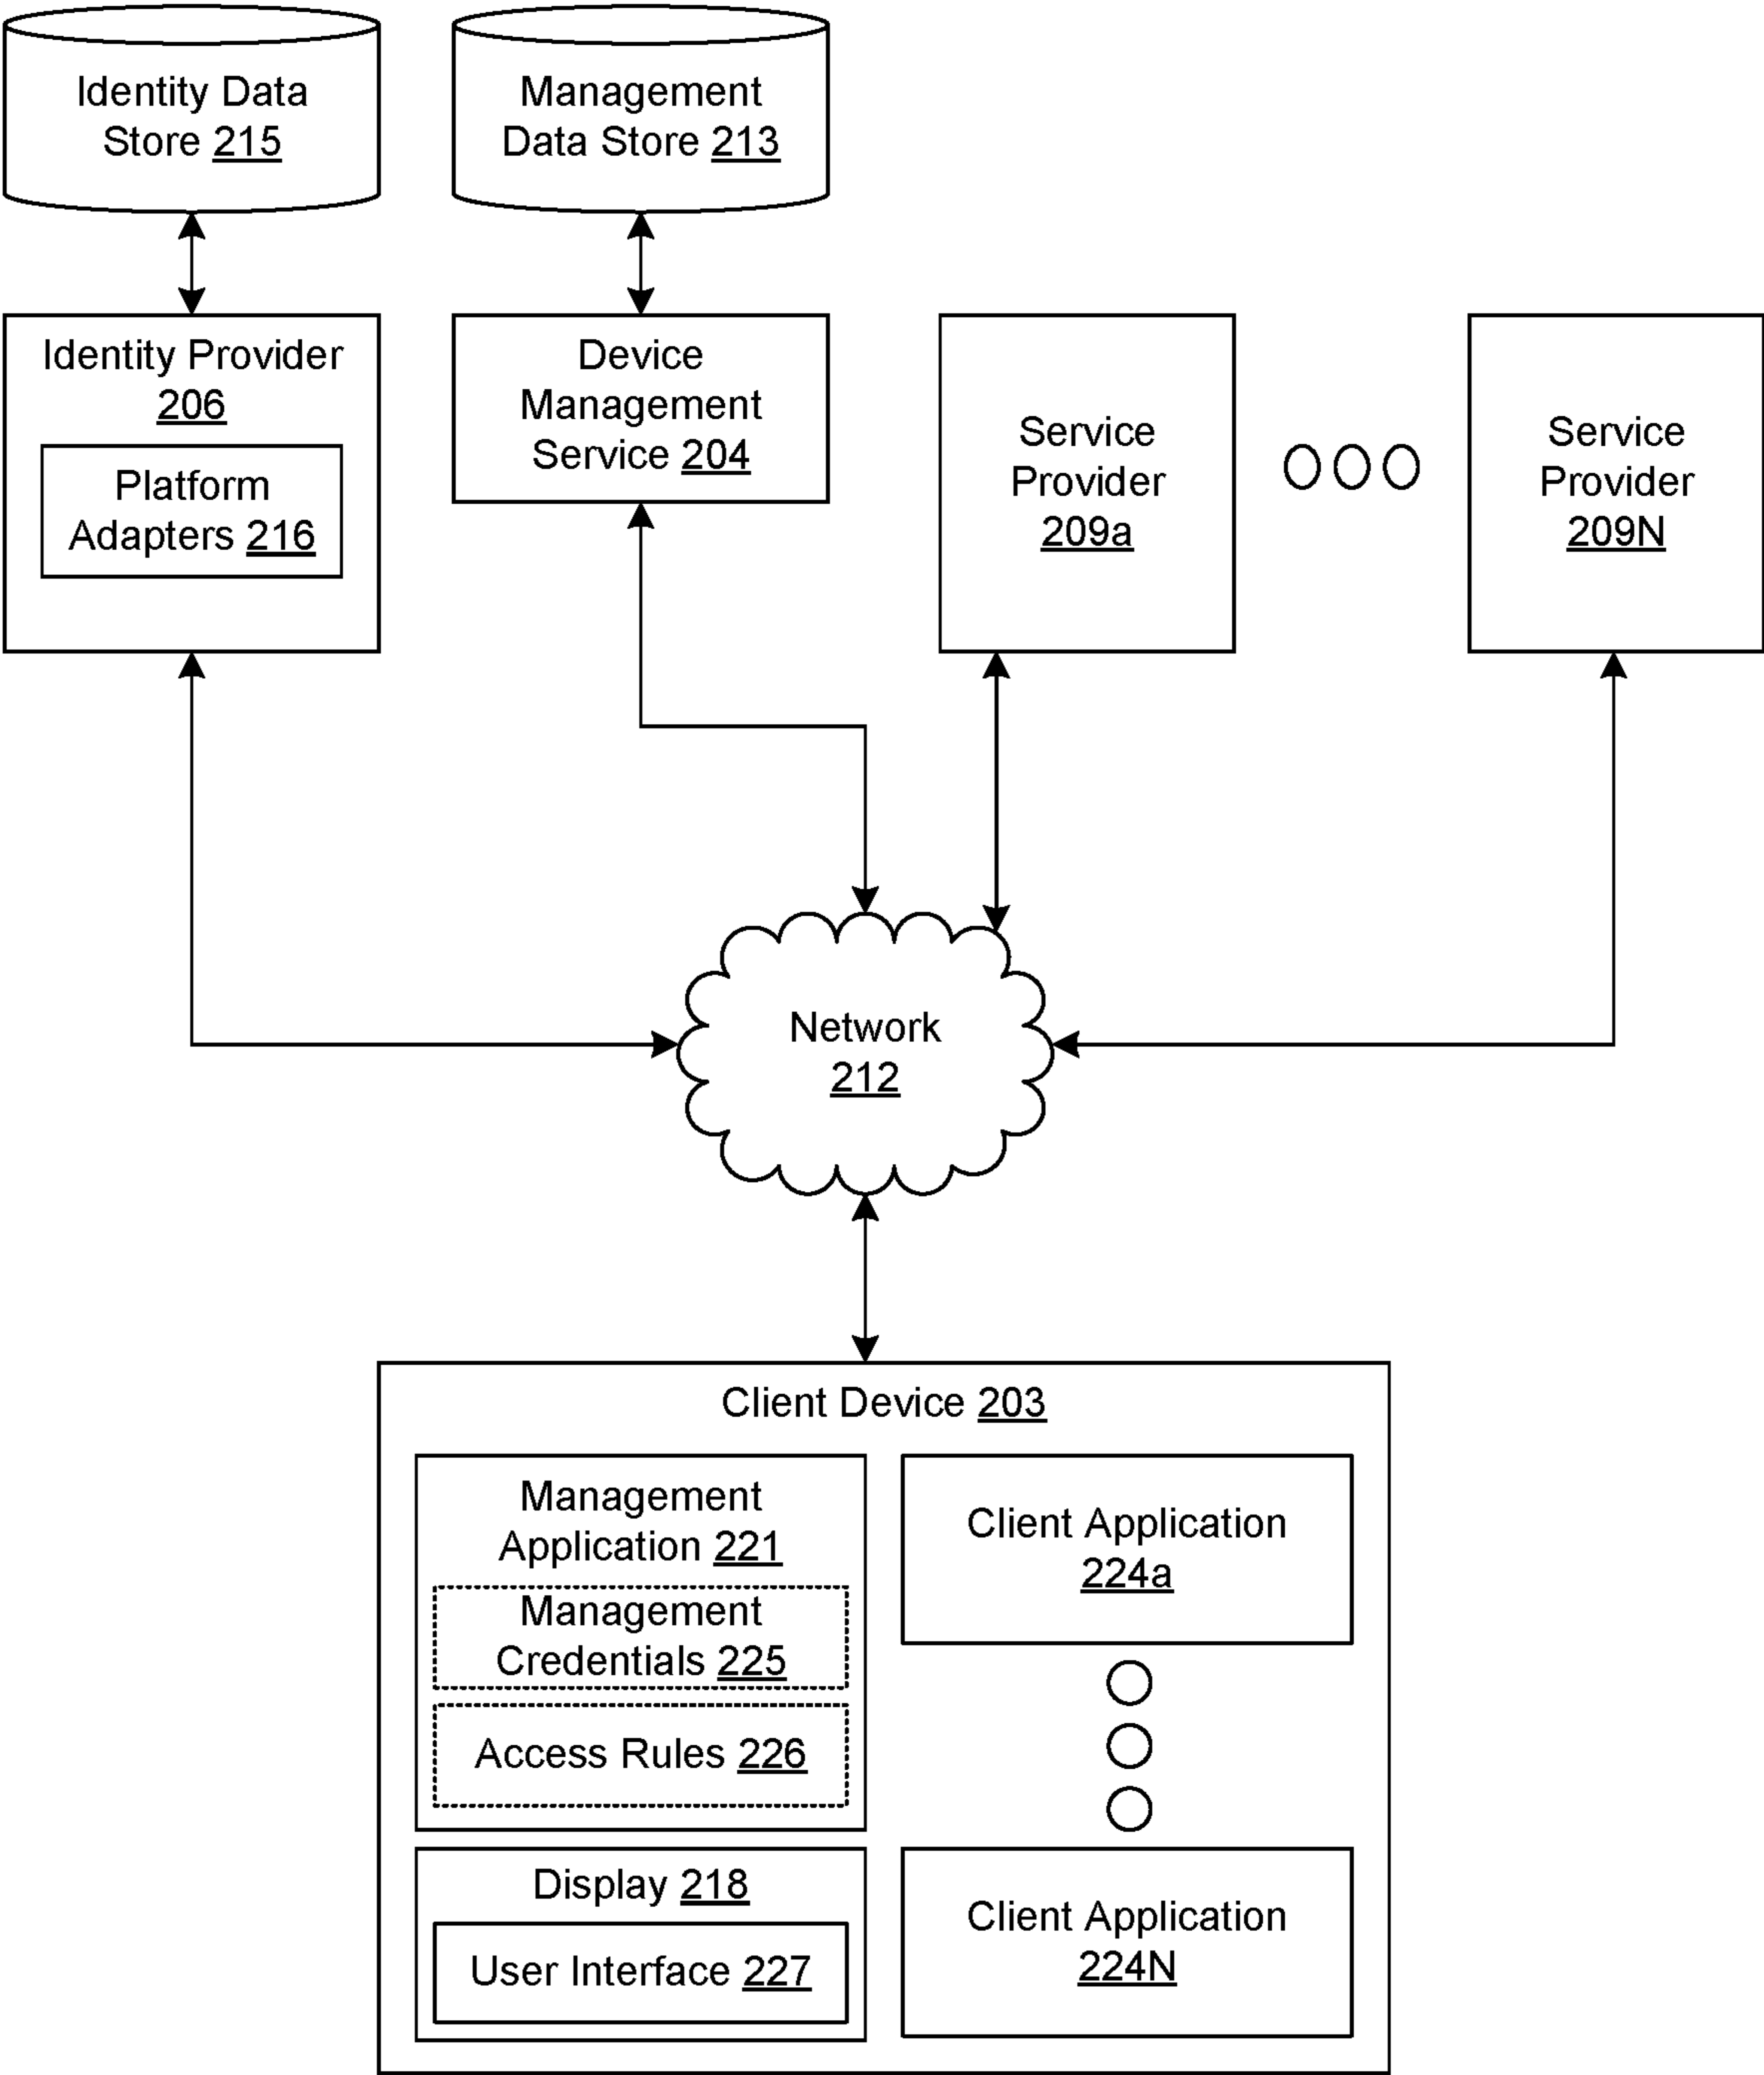 Identity Data
Store 215
Management
Data Store 213
Identity Provider
206
Platform
Adapters 216
Device
Management
Service 204
Service
Provider
209a
Service
Provider
209N
Network
212
Client Device 203
Management
Application 221
Management
Credentials 225
Access Rules 226
Client Application
224a
Display 218
User Interface 227
Client Application
224N